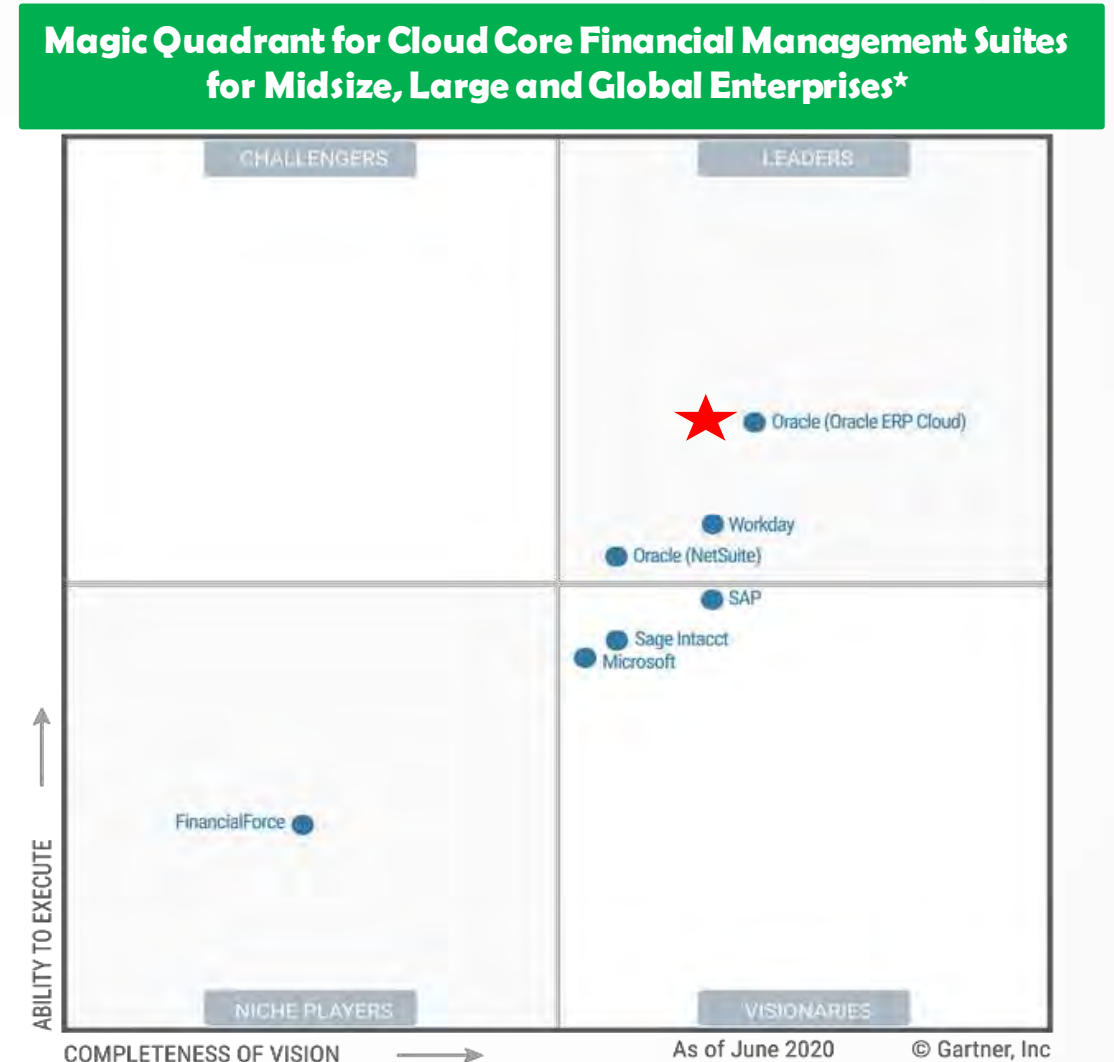 Magic Quadrant for Cloud Core Financial Management Suites
for Midsize, Large and Global Enterprises*
CHALLENGERS
LEADERS
Oracle (Oracle ERP Cloud)
Workday
Oracle (NetSuite)
SAP
Sage Intacct
Microsoft
FinancialForce
ABILITY TO EXECUTE
NICHE PLAYERS
VISIONARIES
COMPLETENESS OF VISION
As of June 2020
© Gartner, Inc